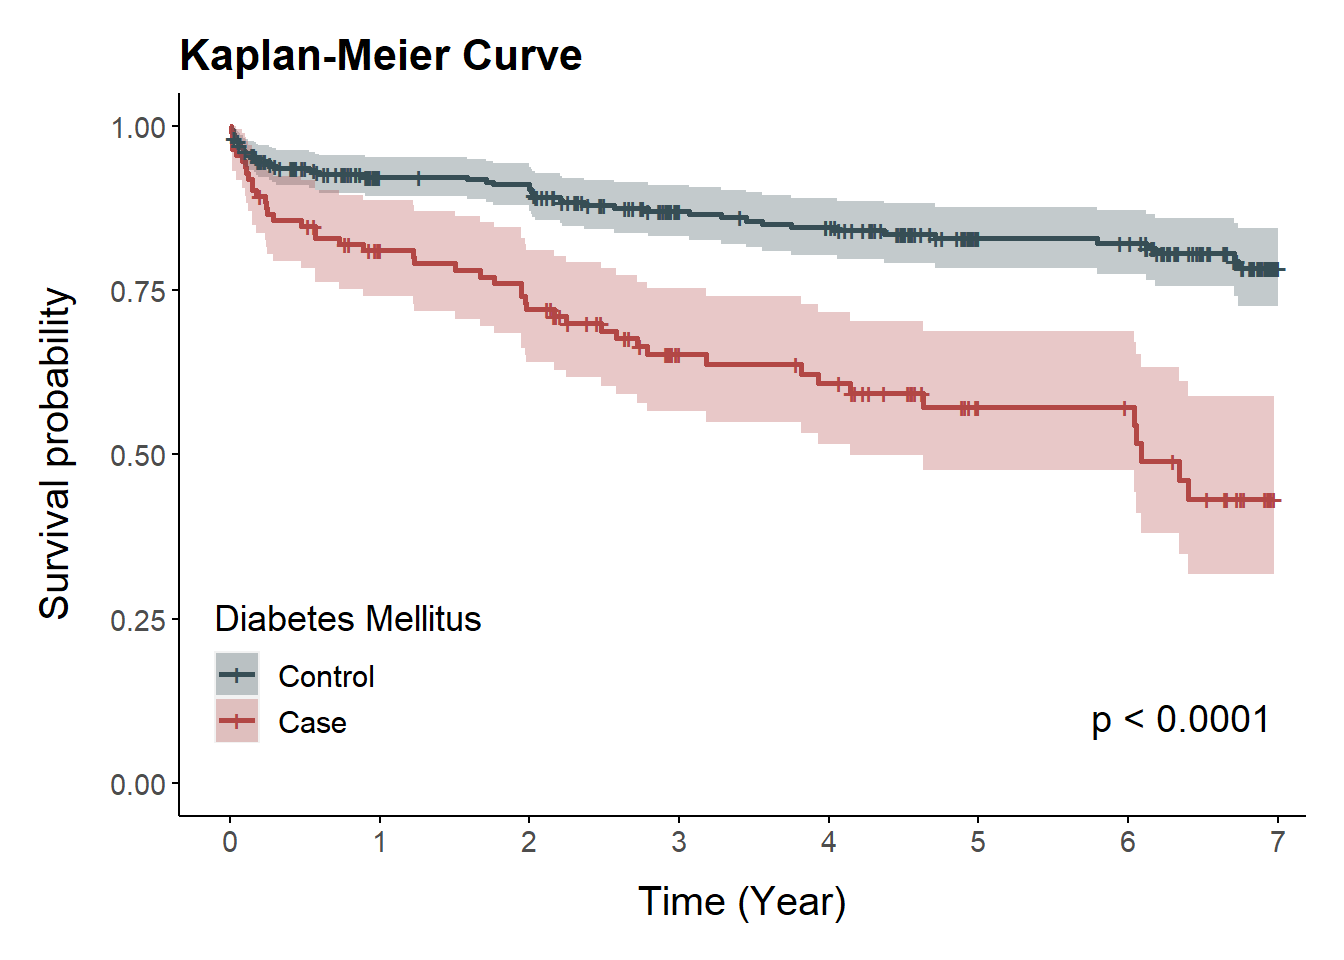 Kaplan-Meier Curve
Survival probability
1.00
0.75
0.50
0.25
0.00
Diabetes Mellitus
Control
Case
p < 0.0001
0 1 2 3 4 5 6 7
Time (Year)